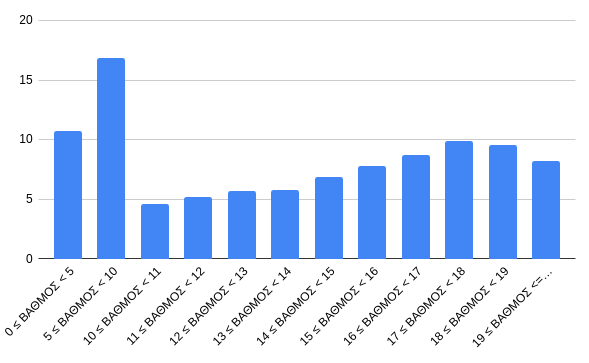 20
15
10
5
0
0 ≤ ΒΑΘΜΟΣ < 5
5 ≤ ΒΑΘΜΟΣ < 10
10 ≤ ΒΑΘΜΟΣ < 11
11 ≤ ΒΑΘΜΟΣ < 12
12 ≤ ΒΑΘΜΟΣ < 13
13 ≤ ΒΑΘΜΟΣ < 14
14 ≤ ΒΑΘΜΟΣ < 15
15 ≤ ΒΑΘΜΟΣ < 16
16 ≤ ΒΑΘΜΟΣ < 17
17 ≤ ΒΑΘΜΟΣ < 18
18 ≤ ΒΑΘΜΟΣ < 19
19 ≤ ΒΑΘΜΟΣ <=...